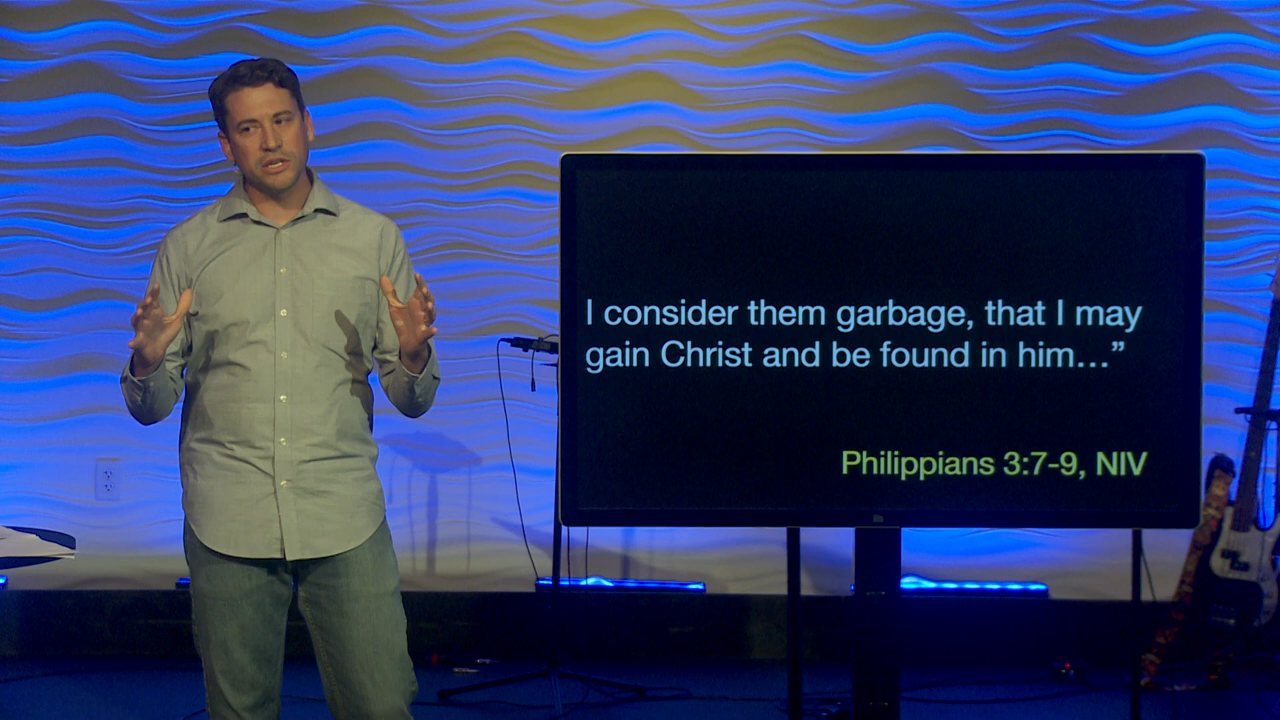 I consider them garbage, that I may
gain Christ and be found in him…”
Philippians 3:7-9, NIV